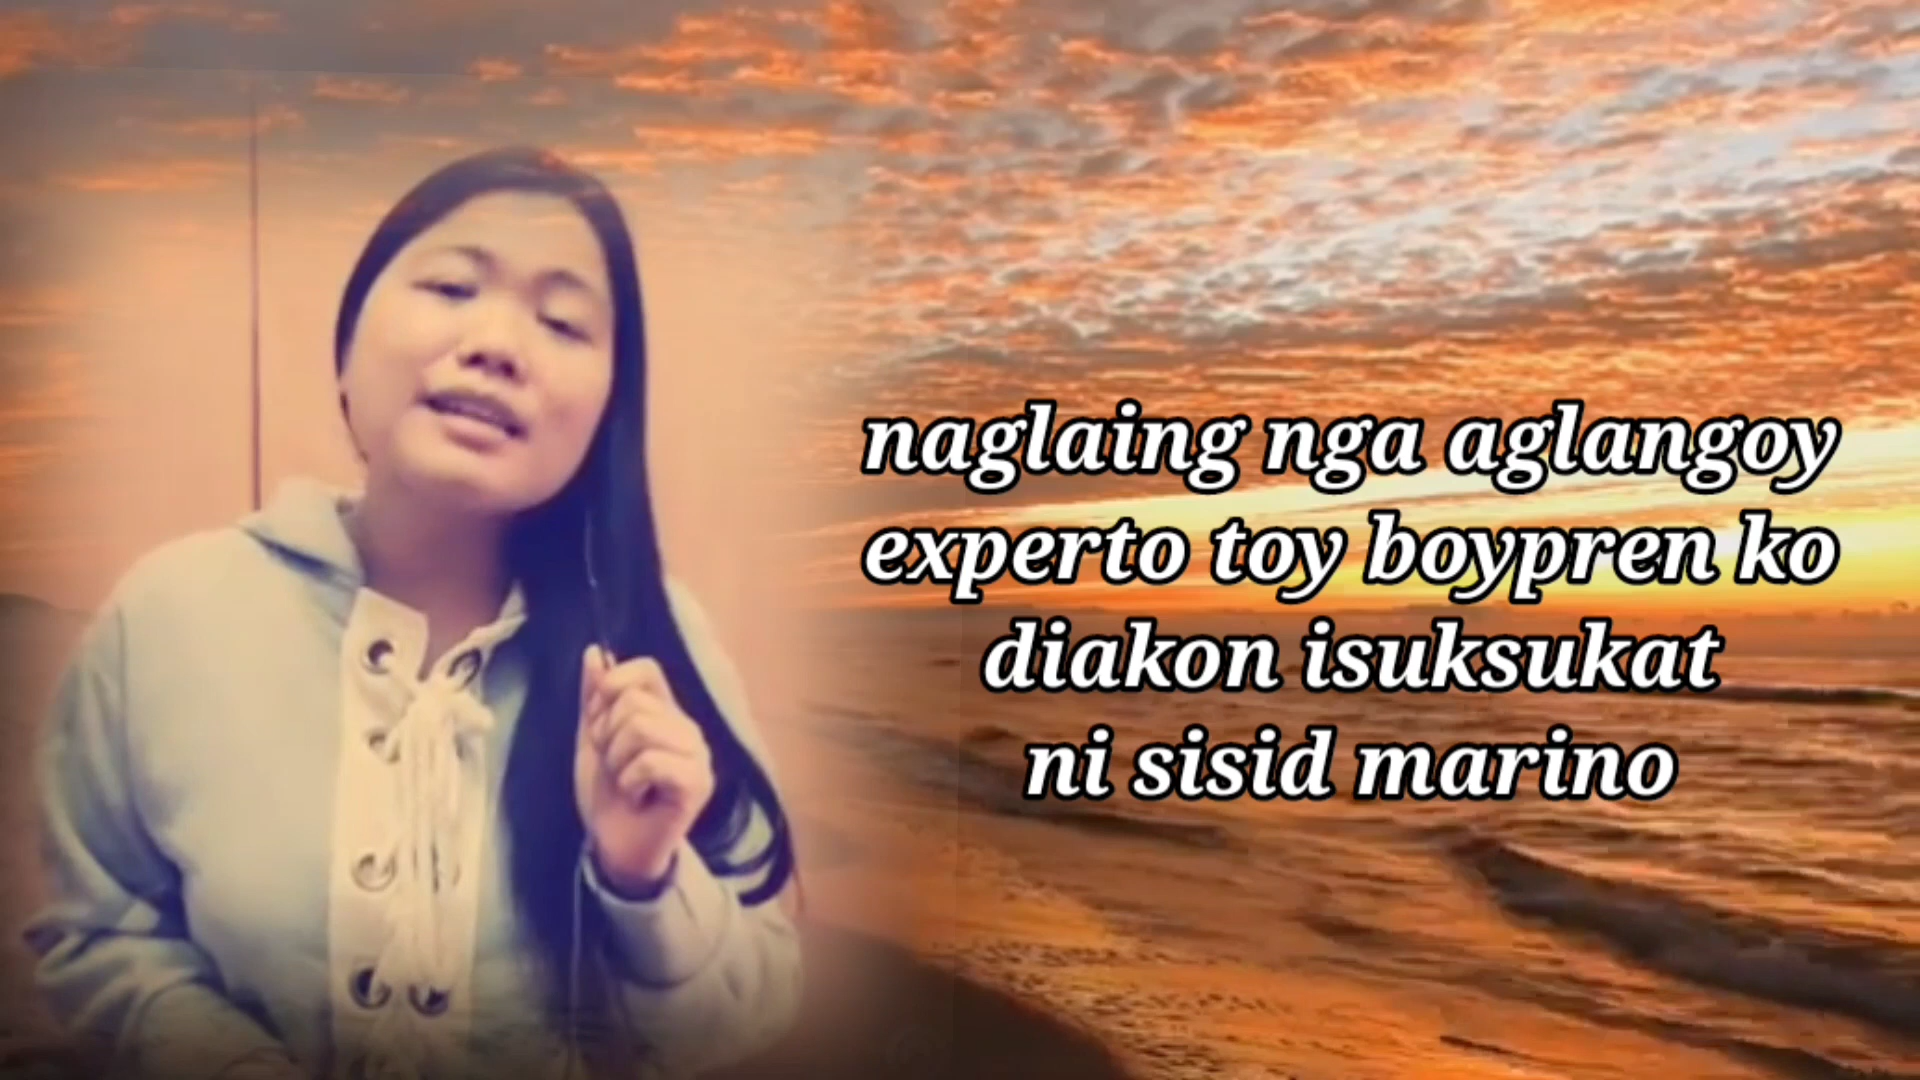 naglaing nga aglangoy
experto toy boypren ko
diakon isuksukat
ni sisid marino